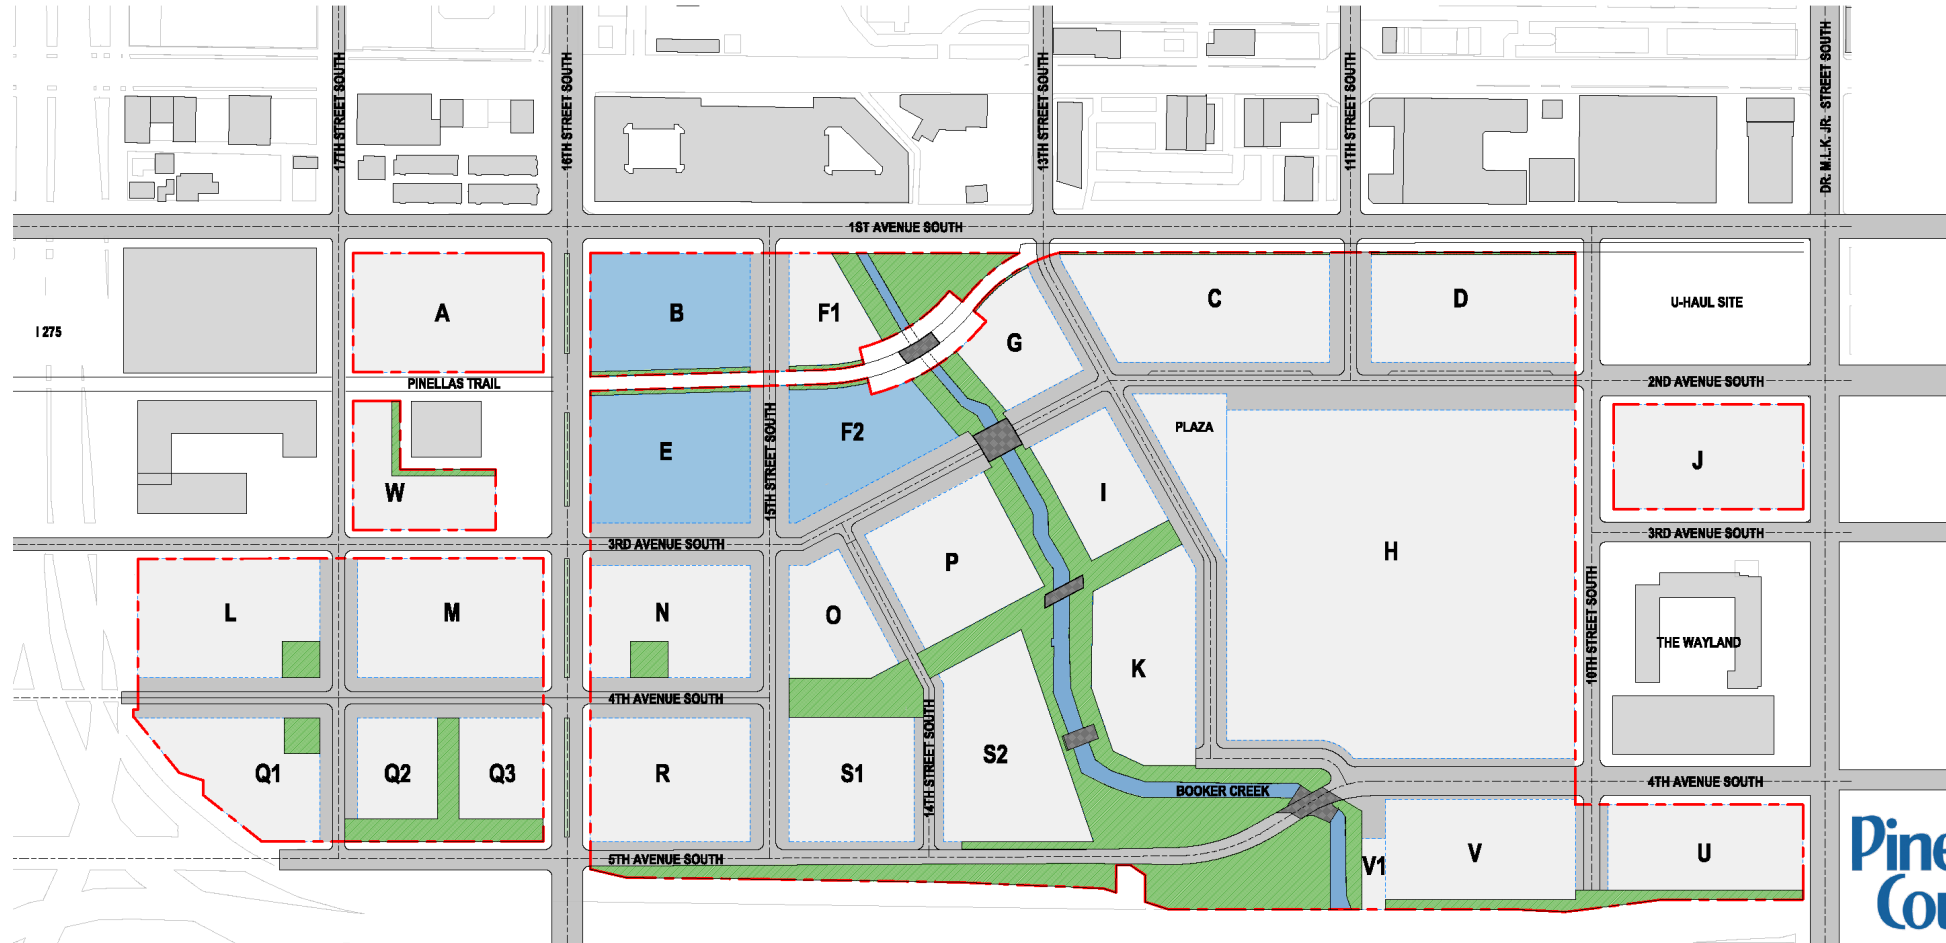 17TH STREET SOUTH
16TH STREET SOUTH
13TH STREET SOUTH
11TH STREET SOUTH
DR. M.L.K. JR. STREET SOUTH
1ST AVENUE SOUTH
I 275
A
B
F1
G
C
D
U-HAUL SITE
PINELLAS TRAIL
2ND AVENUE SOUTH
W
E
15TH STREET SOUTH
F2
PLAZA
I
J
3RD AVENUE SOUTH
3RD AVENUE SOUTH
L
M
N
O
P
K
H
10TH STREET SOUTH
THE WAYLAND
4TH AVENUE SOUTH
14TH STREET SOUTH
4TH AVENUE SOUTH
Q1
Q2
Q3
R
S1
S2
BOOKER CREEK
5TH AVENUE SOUTH
V1
V
U
Pine
Cou